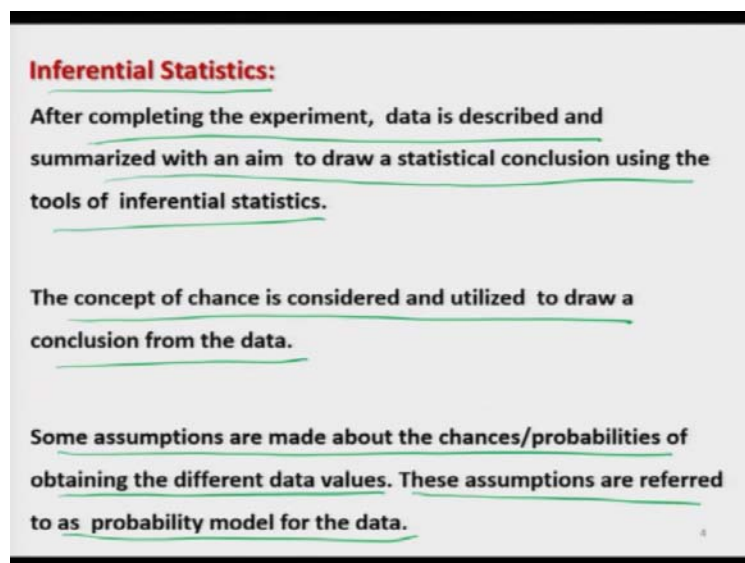 Inferential Statistics:
After completing the experiment, data is described and
summarized with an aim to draw a statistical conclusion using the
tools of inferential statistics.
The concept of chance is considered and utilized to draw a
conclusion from the data.
Some assumptions are made about the chances/probabilities of
obtaining the different data values. These assumptions are referred
to as probability model for the data.
4